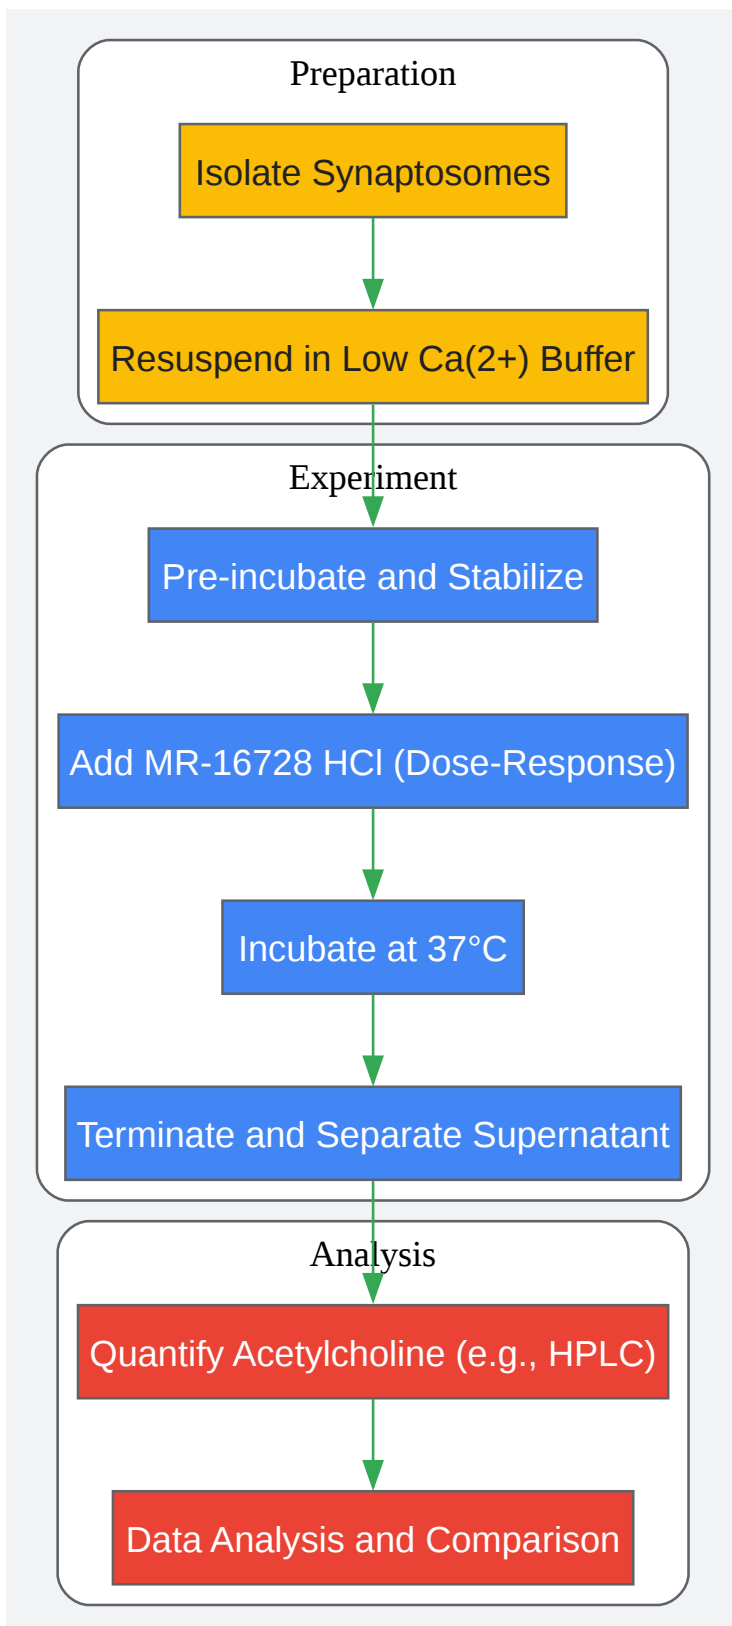 Preparation
Isolate Synaptosomes
Resuspend in Low Ca(2+) Buffer
Experiment
Pre-incubate and Stabilize
Add MR-16728 HCl (Dose-Response)
Incubate at 37°C
Terminate and Separate Supernatant
Analysis
Quantify Acetylcholine (e.g., HPLC)
Data Analysis and Comparison